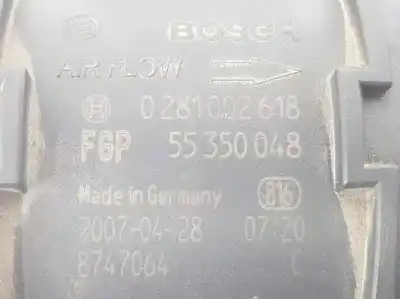 BOSCH
AIR FLOW
0 281 002 618
FGP 55 350 048
Made in Germany 816
2007-04-28 07:20
8747064 C